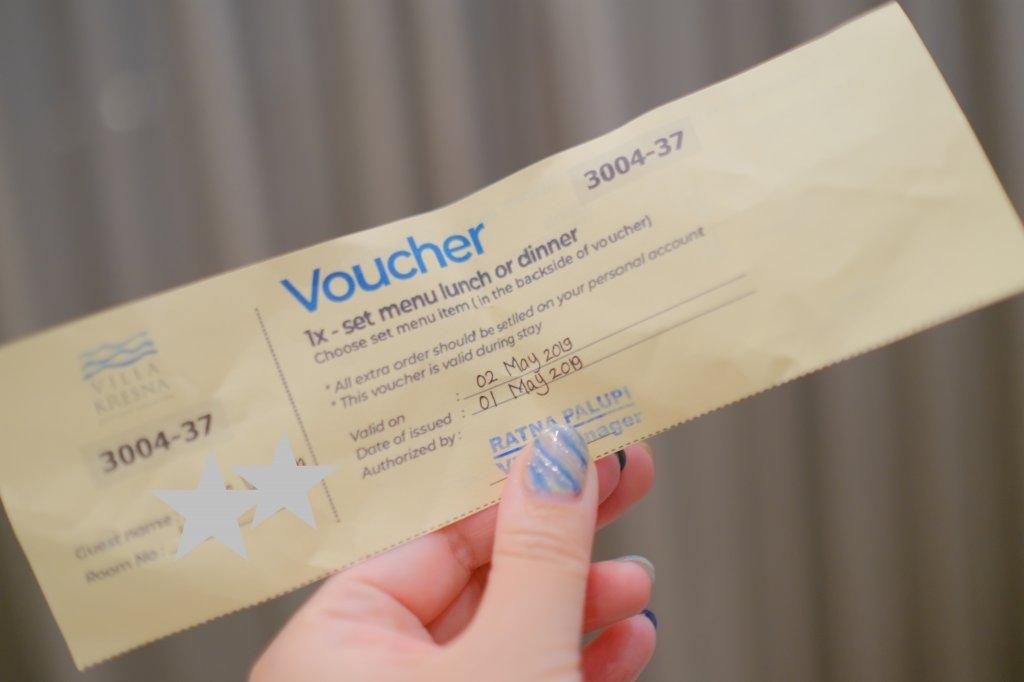 VILLA
KRESNA
3004-37
Guest name :
Room No :
3004-37
Voucher
1x - set menu lunch or dinner
Choose set menu item ( in the backside of voucher)
* All extra order should be setlled on your personal account
* This voucher is valid during stay
Valid on : 02 May 2019
Date of issued : 01 May 2019
Authorized by :
RATNA PALUPI